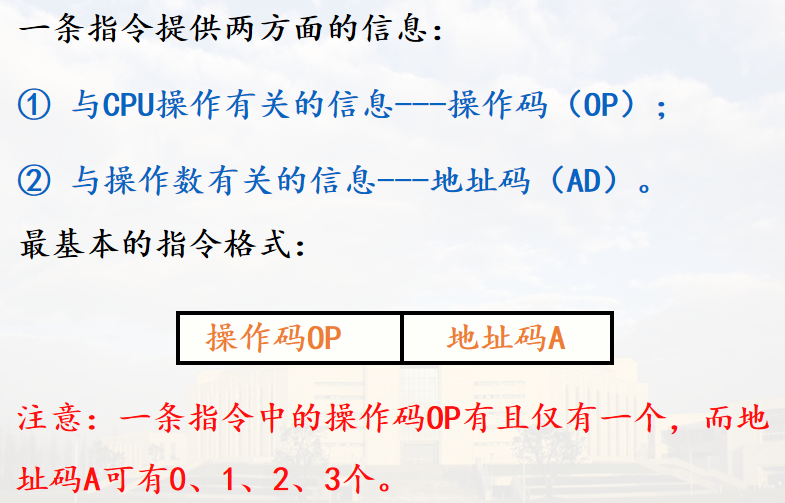 一条指令提供两方面的信息：
① 与CPU操作有关的信息---操作码（OP）；
② 与操作数有关的信息---地址码（AD）。
最基本的指令格式：
操作码OP 地址码A
注意：一条指令中的操作码OP有且仅有一个，而地
址码A可有0、1、2、3个。